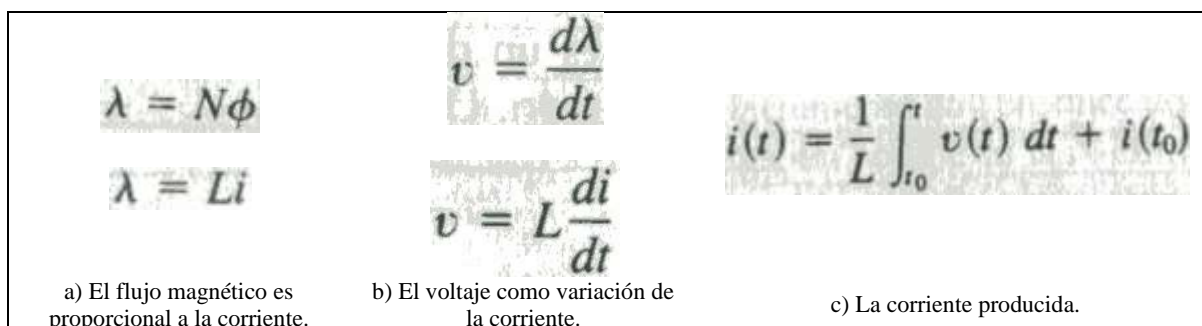 λ = Nϕ
λ = Li
a) El flujo magnético es
proporcional a la corriente.
v = dλ/dt
v = L di/dt
b) El voltaje como variación de
la corriente.
i(t) = 1/L ∫_{t₀}^{t} v(t) dt + i(t₀)
c) La corriente producida.